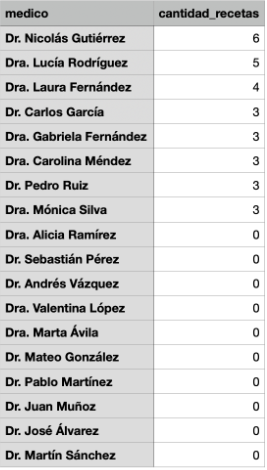 medico cantidad_recetas
Dr. Nicolás Gutiérrez 6
Dra. Lucía Rodríguez 5
Dra. Laura Fernández 4
Dr. Carlos García 3
Dra. Gabriela Fernández 3
Dra. Carolina Méndez 3
Dr. Pedro Ruiz 3
Dra. Mónica Silva 3
Dra. Alicia Ramírez 0
Dr. Sebastián Pérez 0
Dr. Andrés Vázquez 0
Dra. Valentina López 0
Dra. Marta Ávila 0
Dr. Mateo González 0
Dr. Pablo Martínez 0
Dr. Juan Muñoz 0
Dr. José Álvarez 0
Dr. Martín Sánchez 0